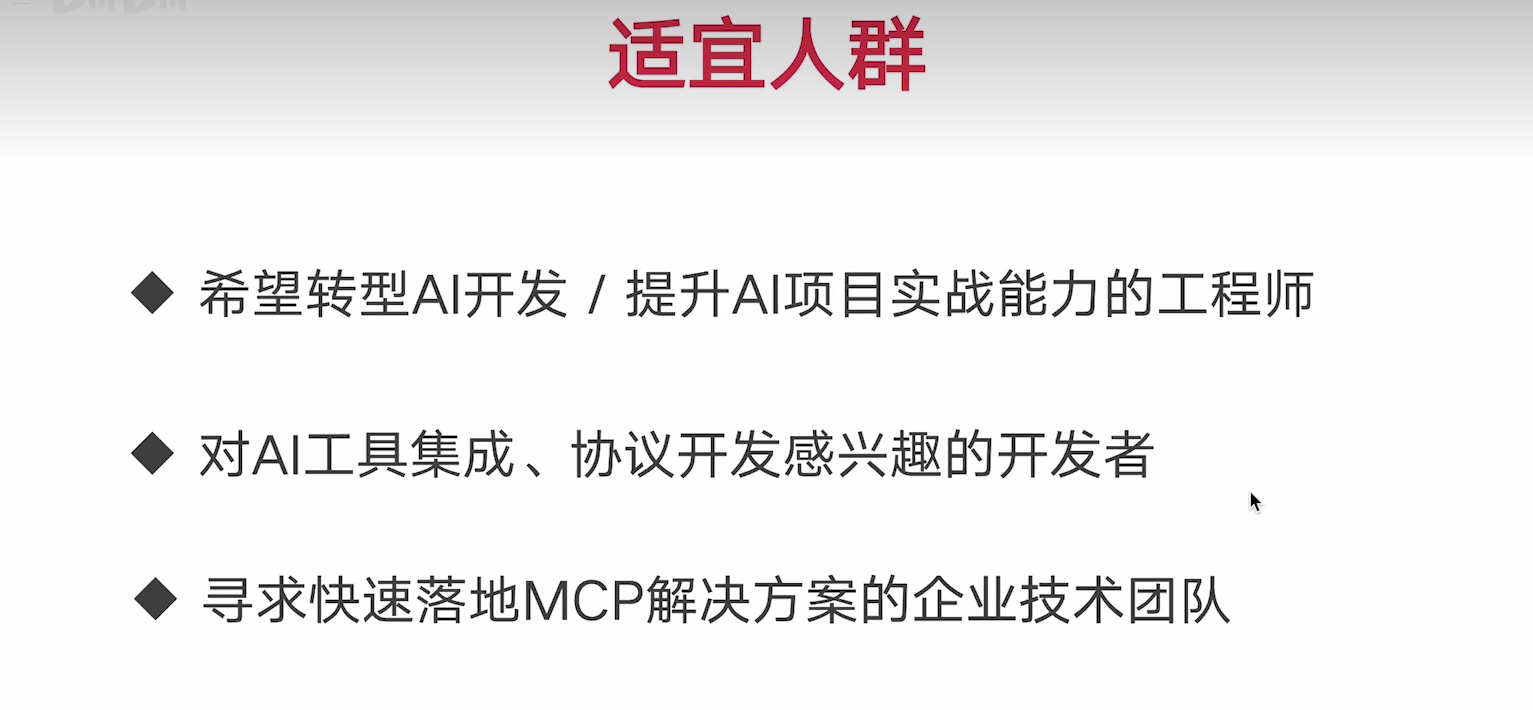 适宜人群
◆ 希望转型AI开发 / 提升AI项目实战能力的工程师
◆ 对AI工具集成、协议开发感兴趣的开发者
◆ 寻求快速落地MCP解决方案的企业技术团队